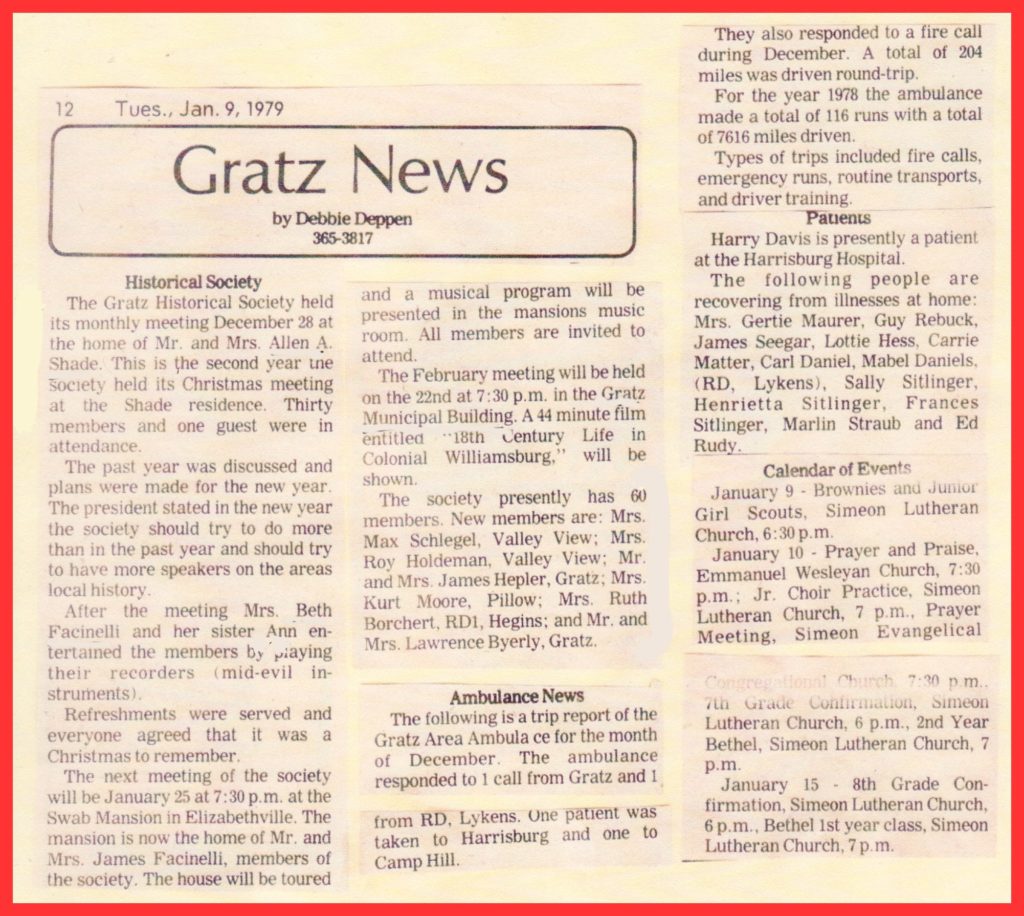 12 Tues., Jan. 9, 1979
Gratz News
by Debbie Deppen
365-3817
Historical Society
The Gratz Historical Society held
its monthly meeting December 28 at
the home of Mr. and Mrs. Allen A.
Shade. This is the second year the
Society held its Christmas meeting
at the Shade residence. Thirty
members and one guest were in
attendance.
The past year was discussed and
plans were made for the new year.
The president stated in the new year
the society should try to do more
than in the past year and should try
to have more speakers on the areas
local history.
After the meeting Mrs. Beth
Facinelli and her sister Ann en-
tertained the members by playing
their recorders (mid-evil in-
struments).
Refreshments were served and
everyone agreed that it was a
Christmas to remember.
The next meeting of the society
will be January 25 at 7:30 p.m. at the
Swab Mansion in Elizabethville. The
mansion is now the home of Mr. and
Mrs. James Facinelli, members of
the society. The house will be toured
and a musical program will be
presented in the mansions music
room. All members are invited to
attend.
The February meeting will be held
on the 22nd at 7:30 p.m. in the Gratz
Municipal Building. A 44 minute film
entitled "18th Century Life in
Colonial Williamsburg," will be
shown.
The society presently has 60
members. New members are: Mrs.
Max Schlegel, Valley View; Mrs.
Roy Holdeman, Valley View; Mr.
and Mrs. James Hepler, Gratz; Mrs.
Kurt Moore, Pillow; Mrs. Ruth
Borchert, RD1, Hegins; and Mr. and
Mrs. Lawrence Byerly, Gratz.
Ambulance News
The following is a trip report of the
Gratz Area Ambula ce for the month
of December. The ambulance
responded to 1 call from Gratz and 1
from RD, Lykens. One patient was
taken to Harrisburg and one to
Camp Hill.
They also responded to a fire call
during December. A total of 204
miles was driven round-trip.
For the year 1978 the ambulance
made a total of 116 runs with a total
of 7616 miles driven.
Types of trips included fire calls,
emergency runs, routine transports,
and driver training.
Patients
Harry Davis is presently a patient
at the Harrisburg Hospital.
The following people are
recovering from illnesses at home:
Mrs. Gertie Maurer, Guy Rebuck,
James Seegar, Lottie Hess, Carrie
Matter, Carl Daniel, Mabel Daniels,
(RD, Lykens), Sally Sitlinger,
Henrietta Sitlinger, Frances
Sitlinger, Marlin Straub and Ed
Rudy.
Calendar of Events
January 9 - Brownies and Junior
Girl Scouts, Simeon Lutheran
Church, 6:30 p.m.
January 10 - Prayer and Praise,
Emmanuel Wesleyan Church, 7:30
p.m.; Jr. Choir Practice, Simeon
Lutheran Church, 7 p.m., Prayer
Meeting, Simeon Evangelical
Congregational Church, 7:30 p.m.,
7th Grade Confirmation, Simeon
Lutheran Church, 6 p.m., 2nd Year
Bethel, Simeon Lutheran Church, 7
p.m.
January 15 - 8th Grade Con-
firmation, Simeon Lutheran Church,
6 p.m., Bethel 1st year class, Simeon
Lutheran Church, 7 p.m.